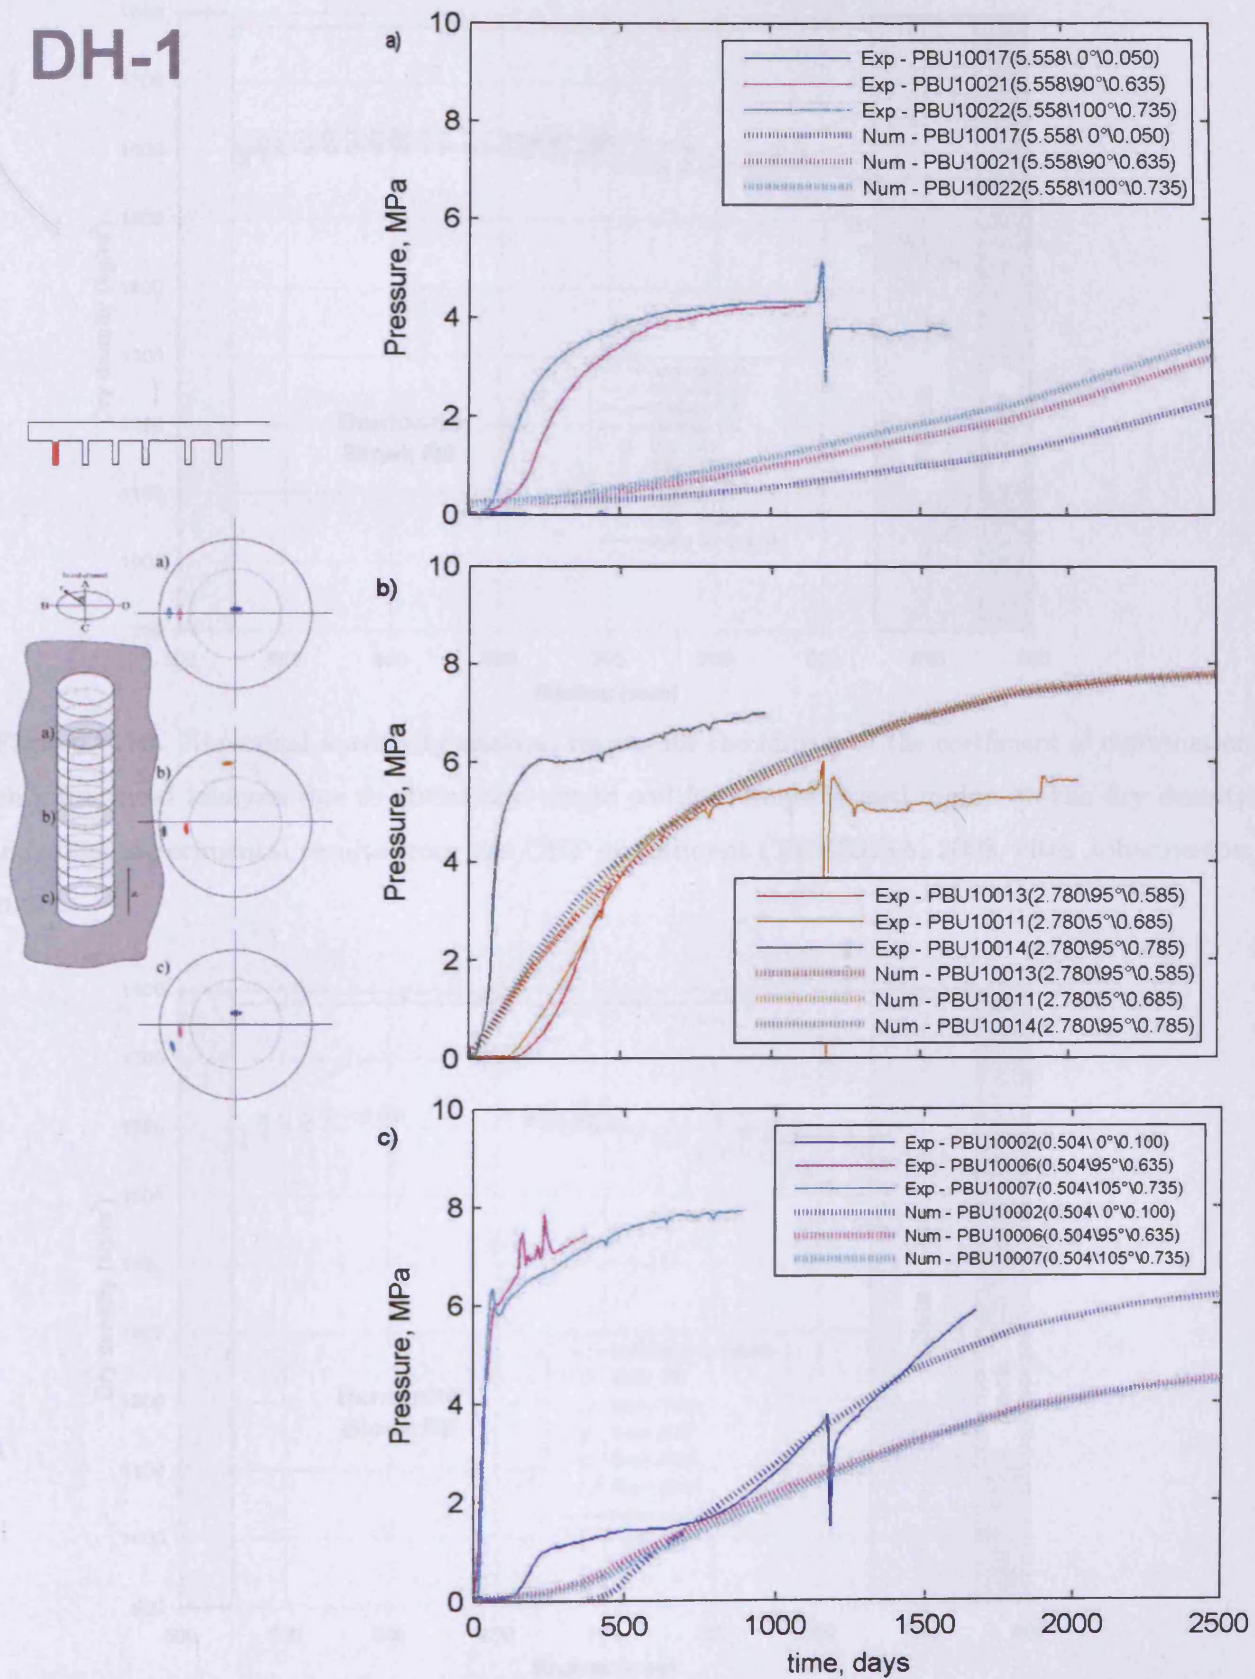 DH-1
a)
10
8
6
4
2
0
Pressure, MPa
Exp - PBU10017(5.558\ 0°\0.050)
Exp - PBU10021(5.558\90°\0.635)
Exp - PBU10022(5.558\100°\0.735)
Num - PBU10017(5.558\ 0°\0.050)
Num - PBU10021(5.558\90°\0.635)
Num - PBU10022(5.558\100°\0.735)
b)
10
8
6
4
2
0
Pressure, MPa
Exp - PBU10013(2.780\95°\0.585)
Exp - PBU10011(2.780\5°\0.685)
Exp - PBU10014(2.780\95°\0.785)
Num - PBU10013(2.780\95°\0.585)
Num - PBU10011(2.780\5°\0.685)
Num - PBU10014(2.780\95°\0.785)
c)
10
8
6
4
2
0
Pressure, MPa
Exp - PBU10002(0.504\ 0°\0.100)
Exp - PBU10006(0.504\95°\0.635)
Exp - PBU10007(0.504\105°\0.735)
Num - PBU10002(0.504\ 0°\0.100)
Num - PBU10006(0.504\95°\0.635)
Num - PBU10007(0.504\105°\0.735)
0 500 1000 1500 2000 2500
time, days
A
B D
C
a)
b)
c)
a)
b)
c)